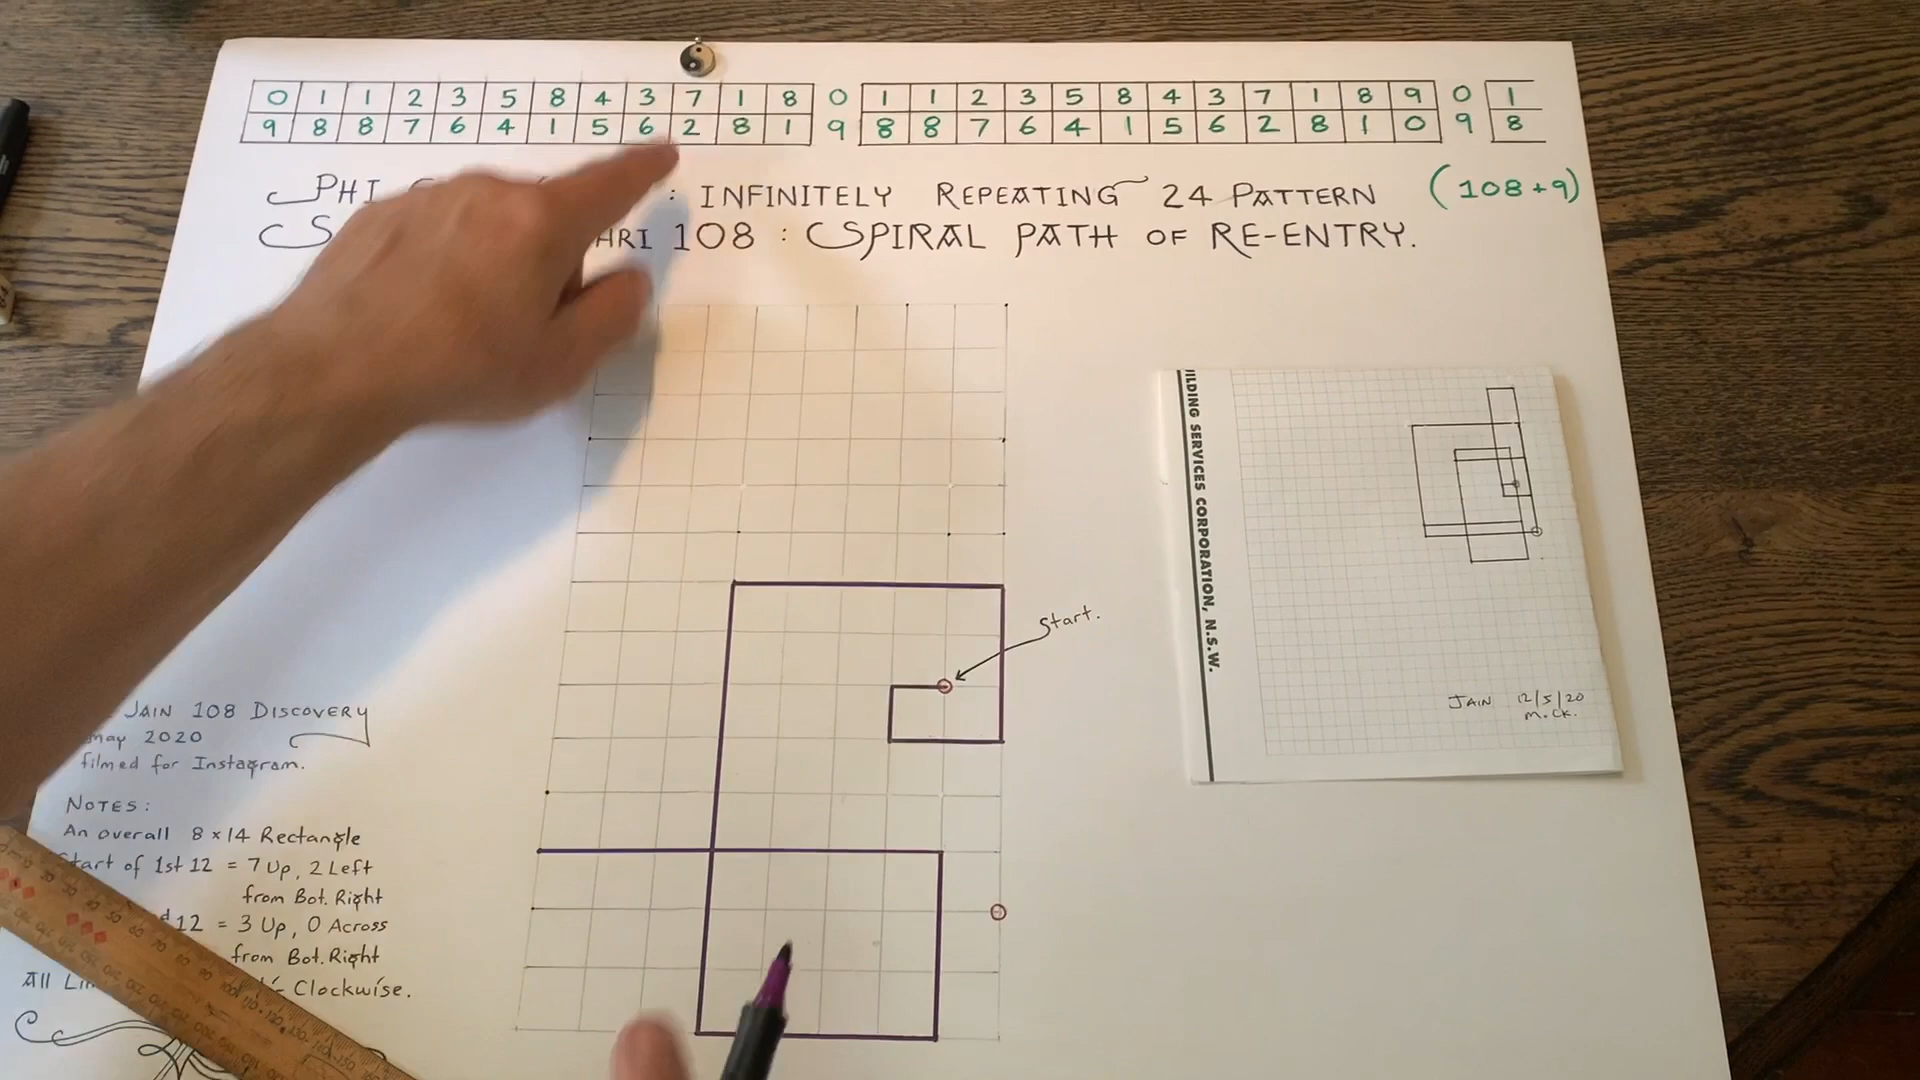 0 1 1 2 3 5 8 4 3 7 1 8 0 1 1 2 3 5 8 4 3 7 1 8 9 0 1
9 8 8 7 6 4 1 5 6 2 8 1 9 8 8 7 6 4 1 5 6 2 8 1 0 9 8
PHI : INFINITELY REPEATING 24 PATTERN (108+9)
108 : SPIRAL PATH OF RE-ENTRY.
Start.
ILDING SERVICES CORPORATION, N.S.W.
JAIN 12/5/20
M.CK.
JAIN 108 DISCOVERY
May 2020
filmed for Instagram.
NOTES:
An overall 8x14 Rectangle
Start of 1st 12 = 7 Up, 2 Left
from Bot. Right
12 = 3 Up, 0 Across
from Bot. Right
All Clockwise.